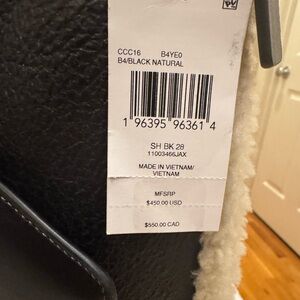 CCC16 B4YE0
B4/BLACK NATURAL
1 96395 96361 4
SH BK 28
11003466JAX
MADE IN VIETNAM/
VIETNAM
MFSRP
$450.00 USD
$550.00 CAD